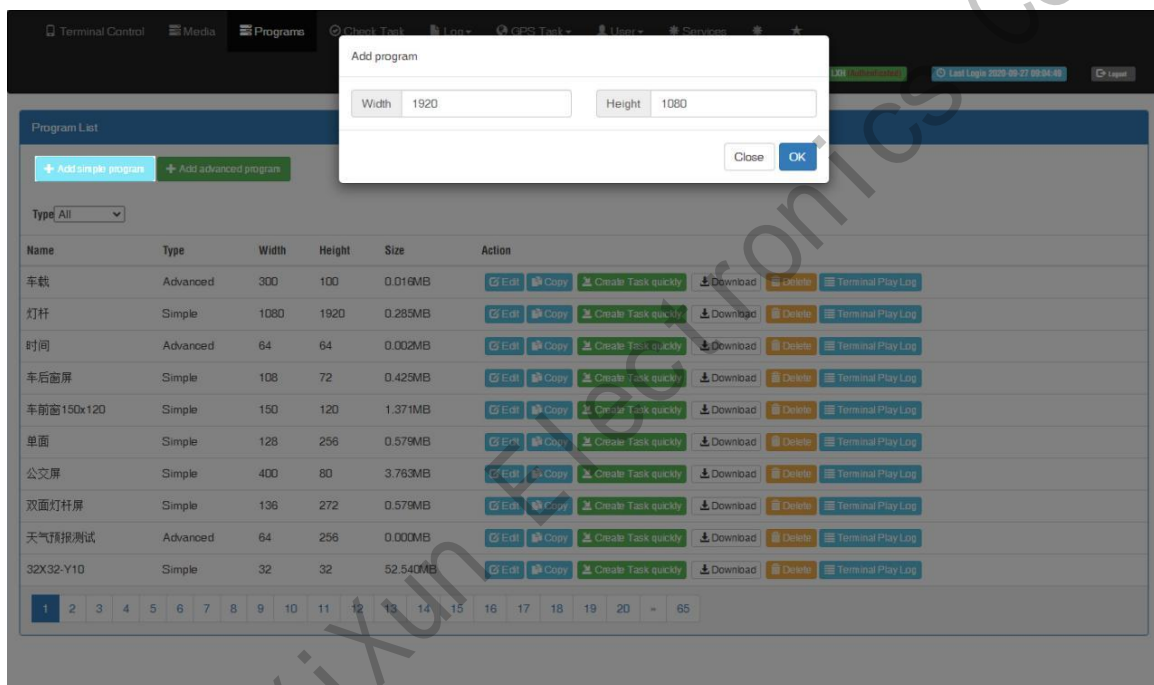 Terminal Control Media Programs Check Task Log GPS Task User Services
LXH (Authenticated) Last Login 2020-09-27 09:04:49 Logout
Add program
Width 1920 Height 1080
Close OK
Program List
Add simple program Add advanced program
Type All
Name Type Width Height Size Action
车载 Advanced 300 100 0.016MB Edit Copy Create Task quickly Download Delete Terminal Play Log
灯杆 Simple 1080 1920 0.285MB Edit Copy Create Task quickly Download Delete Terminal Play Log
时间 Advanced 64 64 0.002MB Edit Copy Create Task quickly Download Delete Terminal Play Log
车后窗屏 Simple 108 72 0.425MB Edit Copy Create Task quickly Download Delete Terminal Play Log
车前窗150x120 Simple 150 120 1.371MB Edit Copy Create Task quickly Download Delete Terminal Play Log
单面 Simple 128 256 0.579MB Edit Copy Create Task quickly Download Delete Terminal Play Log
公交屏 Simple 400 80 3.763MB Edit Copy Create Task quickly Download Delete Terminal Play Log
双面灯杆屏 Simple 136 272 0.579MB Edit Copy Create Task quickly Download Delete Terminal Play Log
天气预报测试 Advanced 64 256 0.000MB Edit Copy Create Task quickly Download Delete Terminal Play Log
32X32-Y10 Simple 32 32 52.540MB Edit Copy Create Task quickly Download Delete Terminal Play Log
1 2 3 4 5 6 7 8 9 10 11 12 13 14 15 16 17 18 19 20 » 65
XiXun Electronics Co